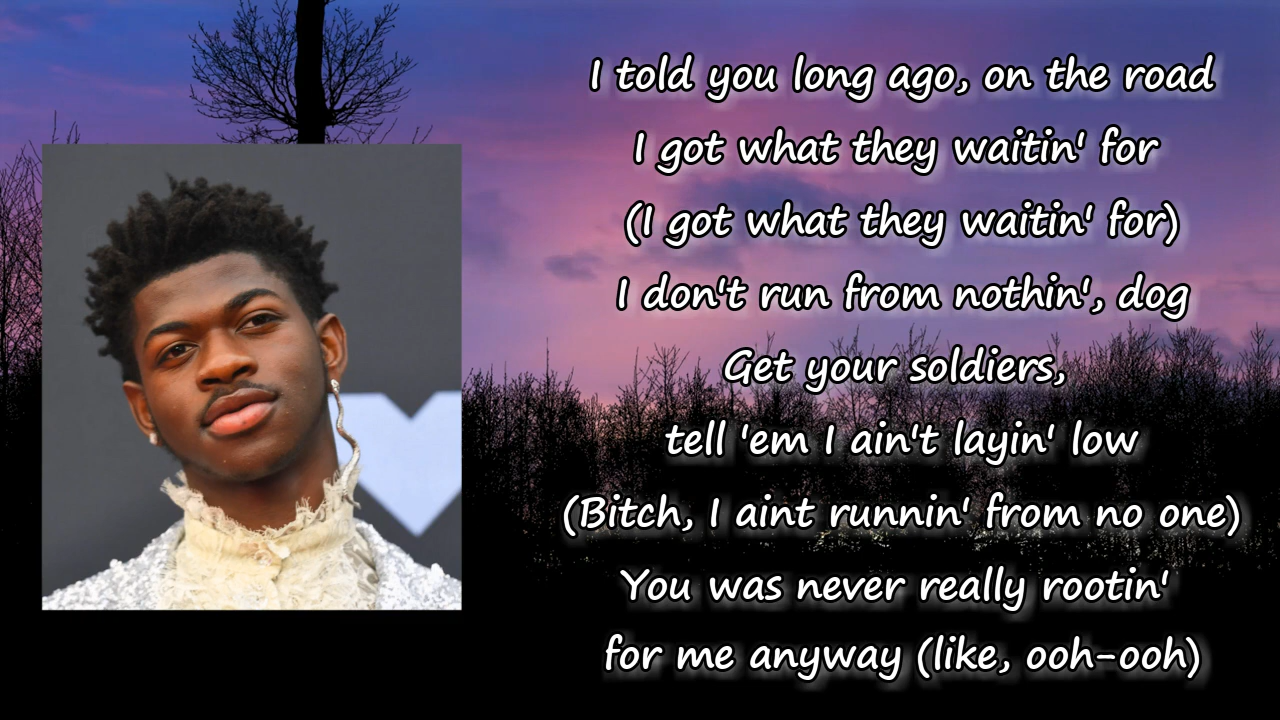 I told you long ago, on the road
I got what they waitin' for
(I got what they waitin' for)
I don't run from nothin', dog
Get your soldiers,
tell 'em I ain't layin' low
(Bitch, I aint runnin' from no one)
You was never really rootin'
for me anyway (like, ooh-ooh)